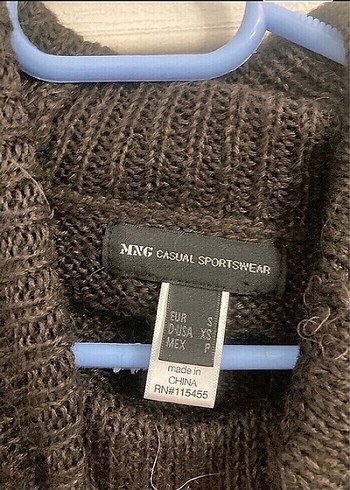 MNG CASUAL SPORTSWEAR
EUR S
D-USA XS
MEX P
made in
CHINA
RN#115455